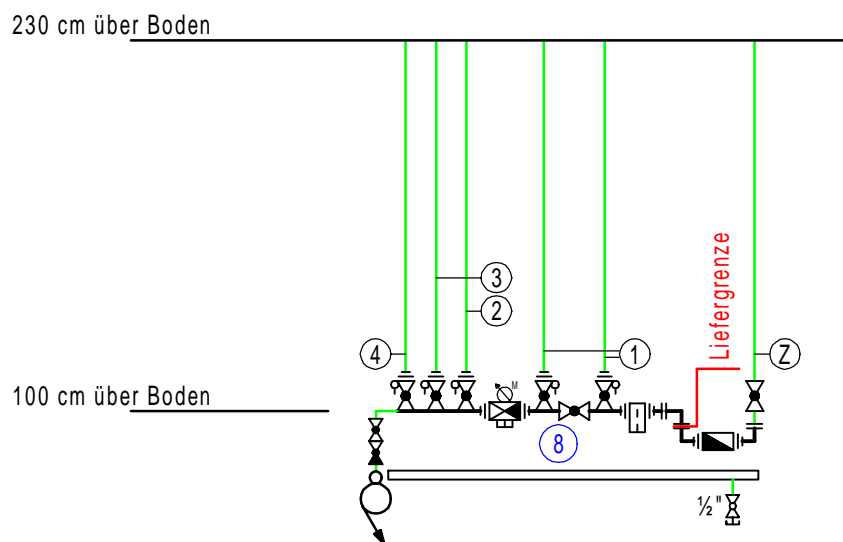 230 cm über Boden
3
2
Liefergrenze
4
1
Z
M
100 cm über Boden
8
½"